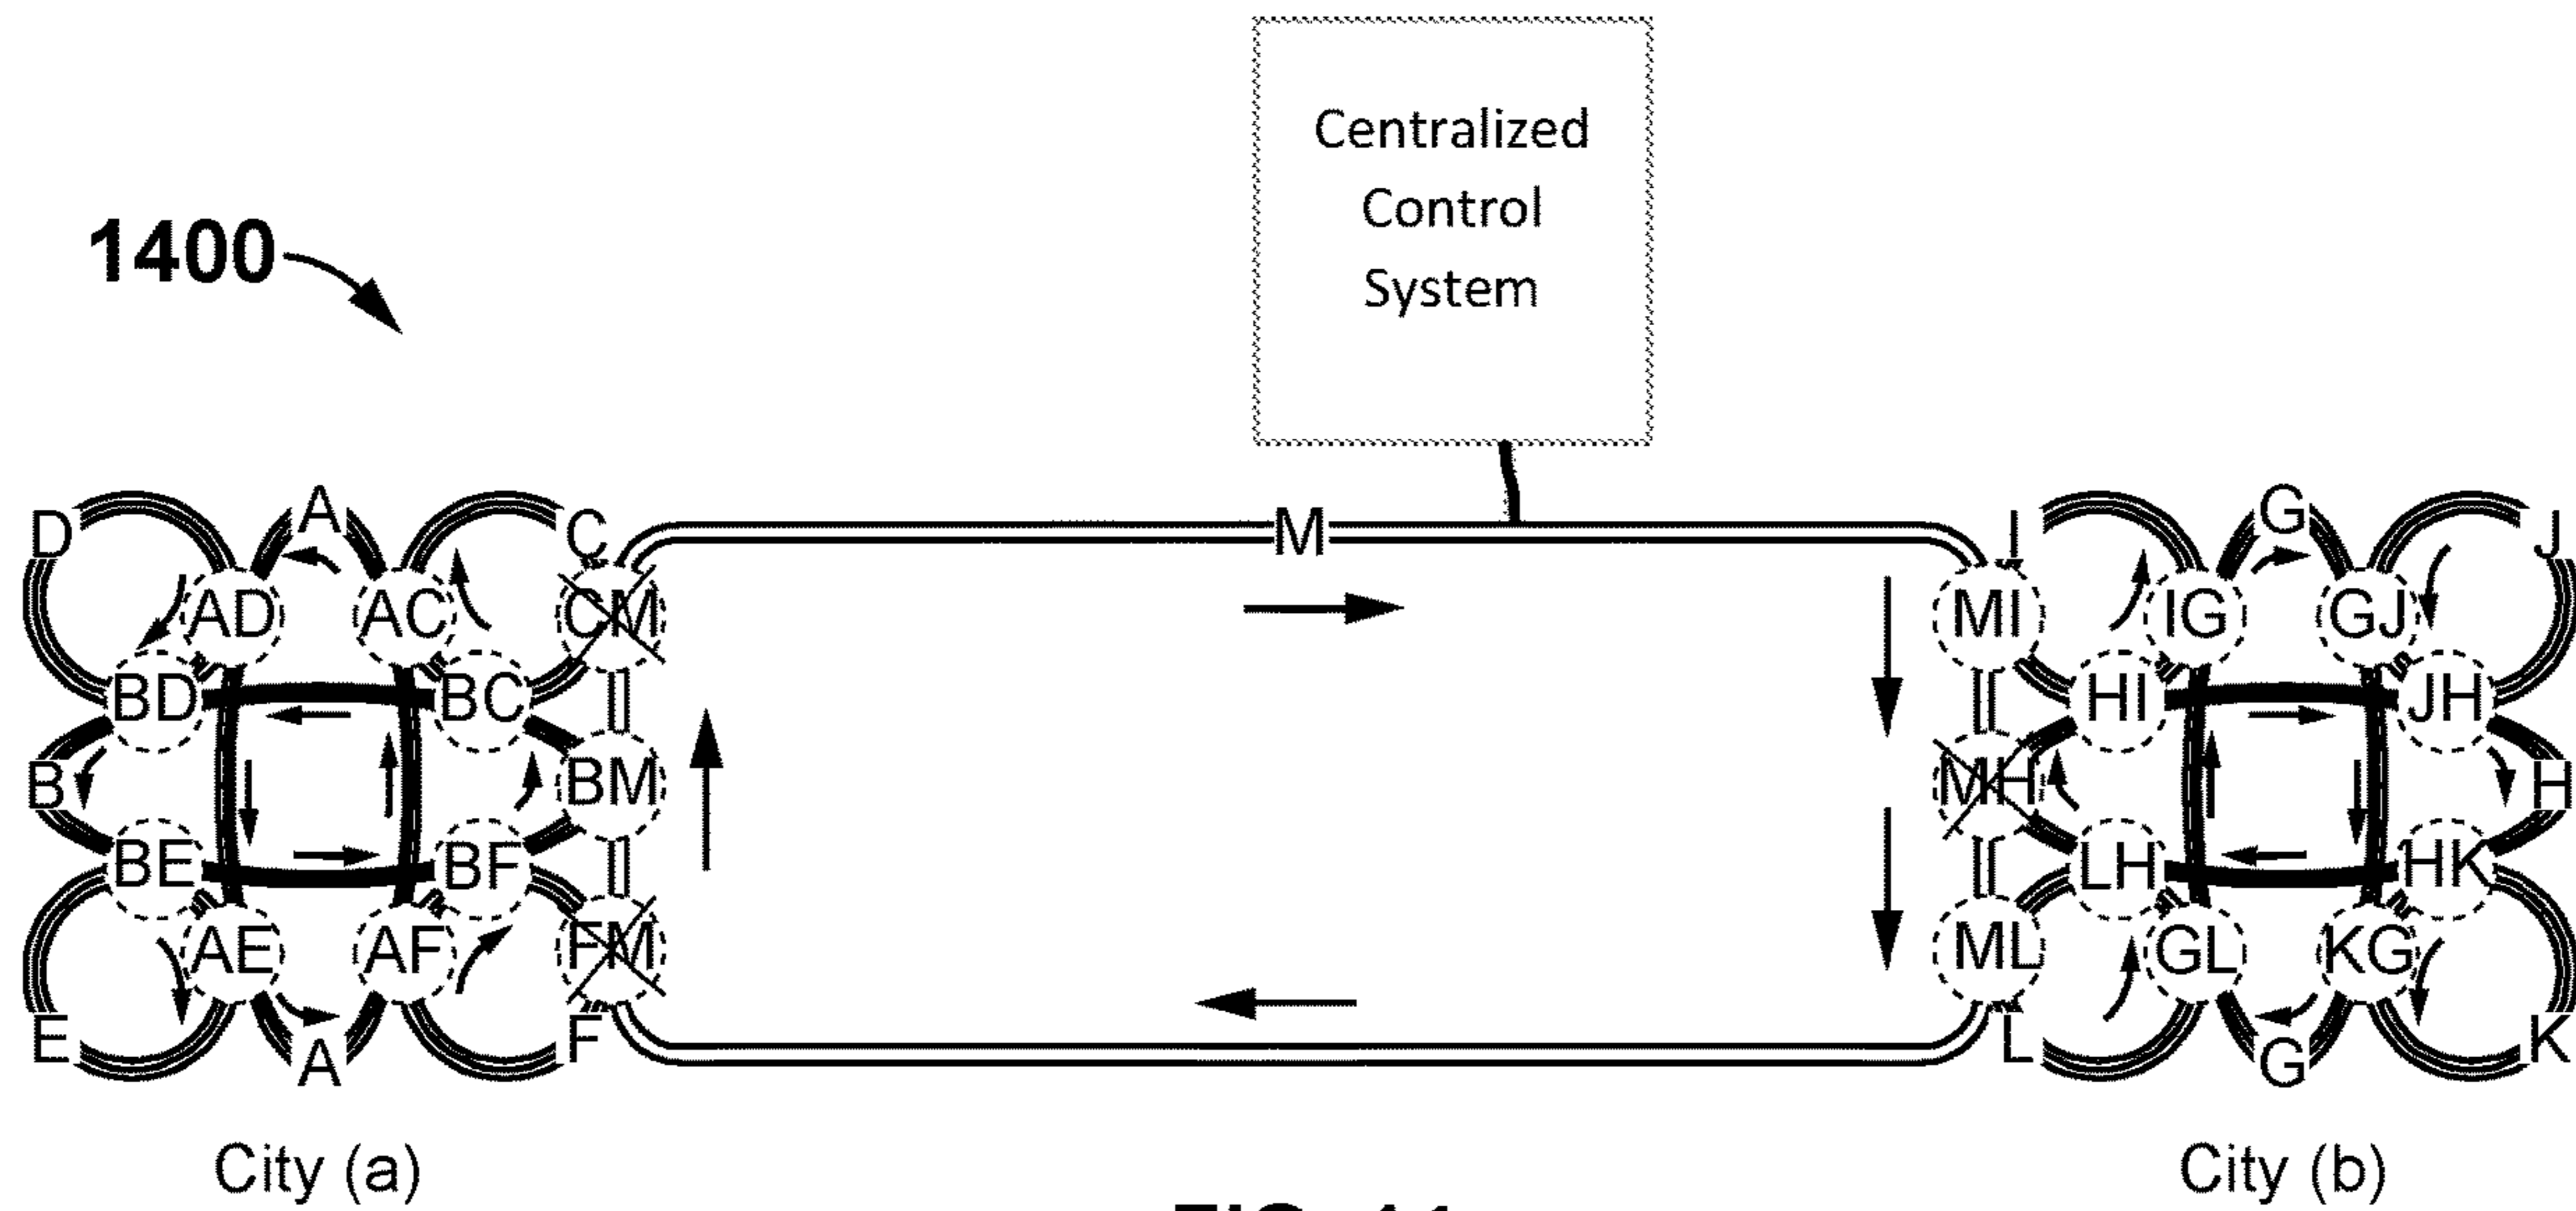 Centralized
Control
System
1400
D A C M I G J
AD AC CM MI IG GJ
BD BC HI JH
B BM MH H
BE BF LH HK
AE AF FM ML GL KG
E A F L G K
City (a) City (b)